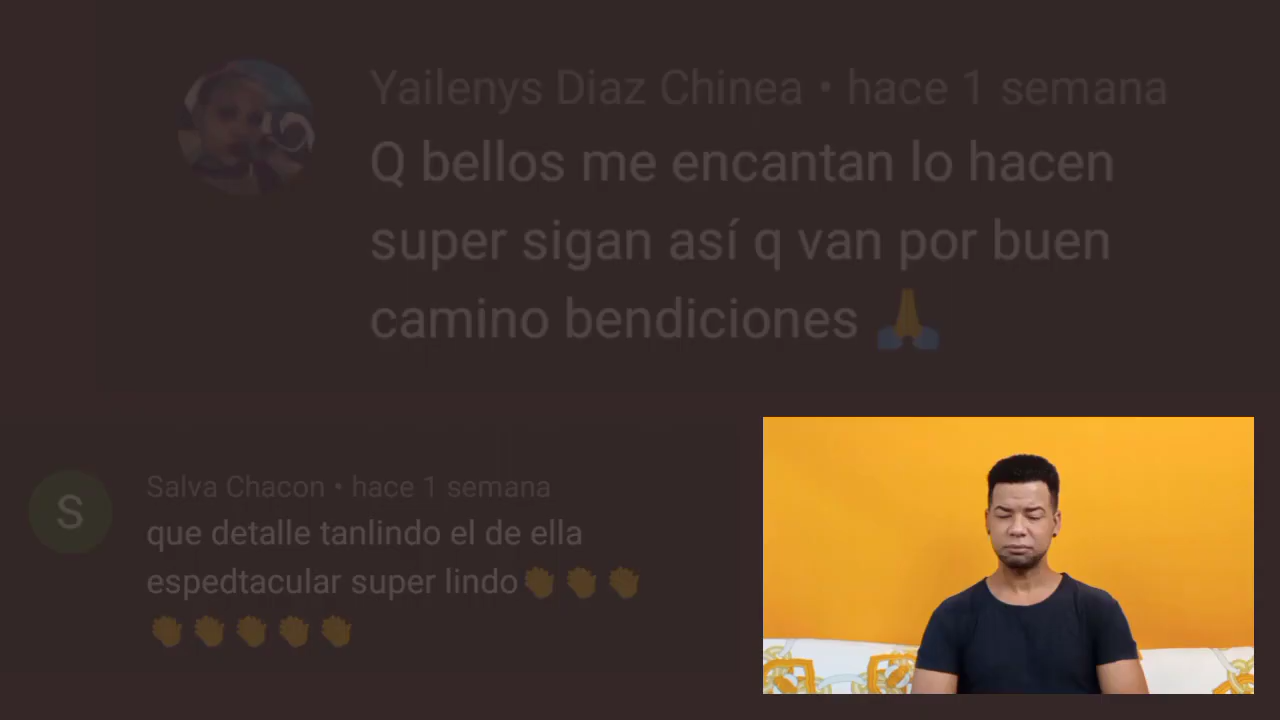 Yailenys Diaz Chinea • hace 1 semana
Q bellos me encantan lo hacen
super sigan así q van por buen
camino bendiciones 🙏
S
Salva Chacon • hace 1 semana
que detalle tanlindo el de ella
espedtacular super lindo👏👏👏
👏👏👏👏👏